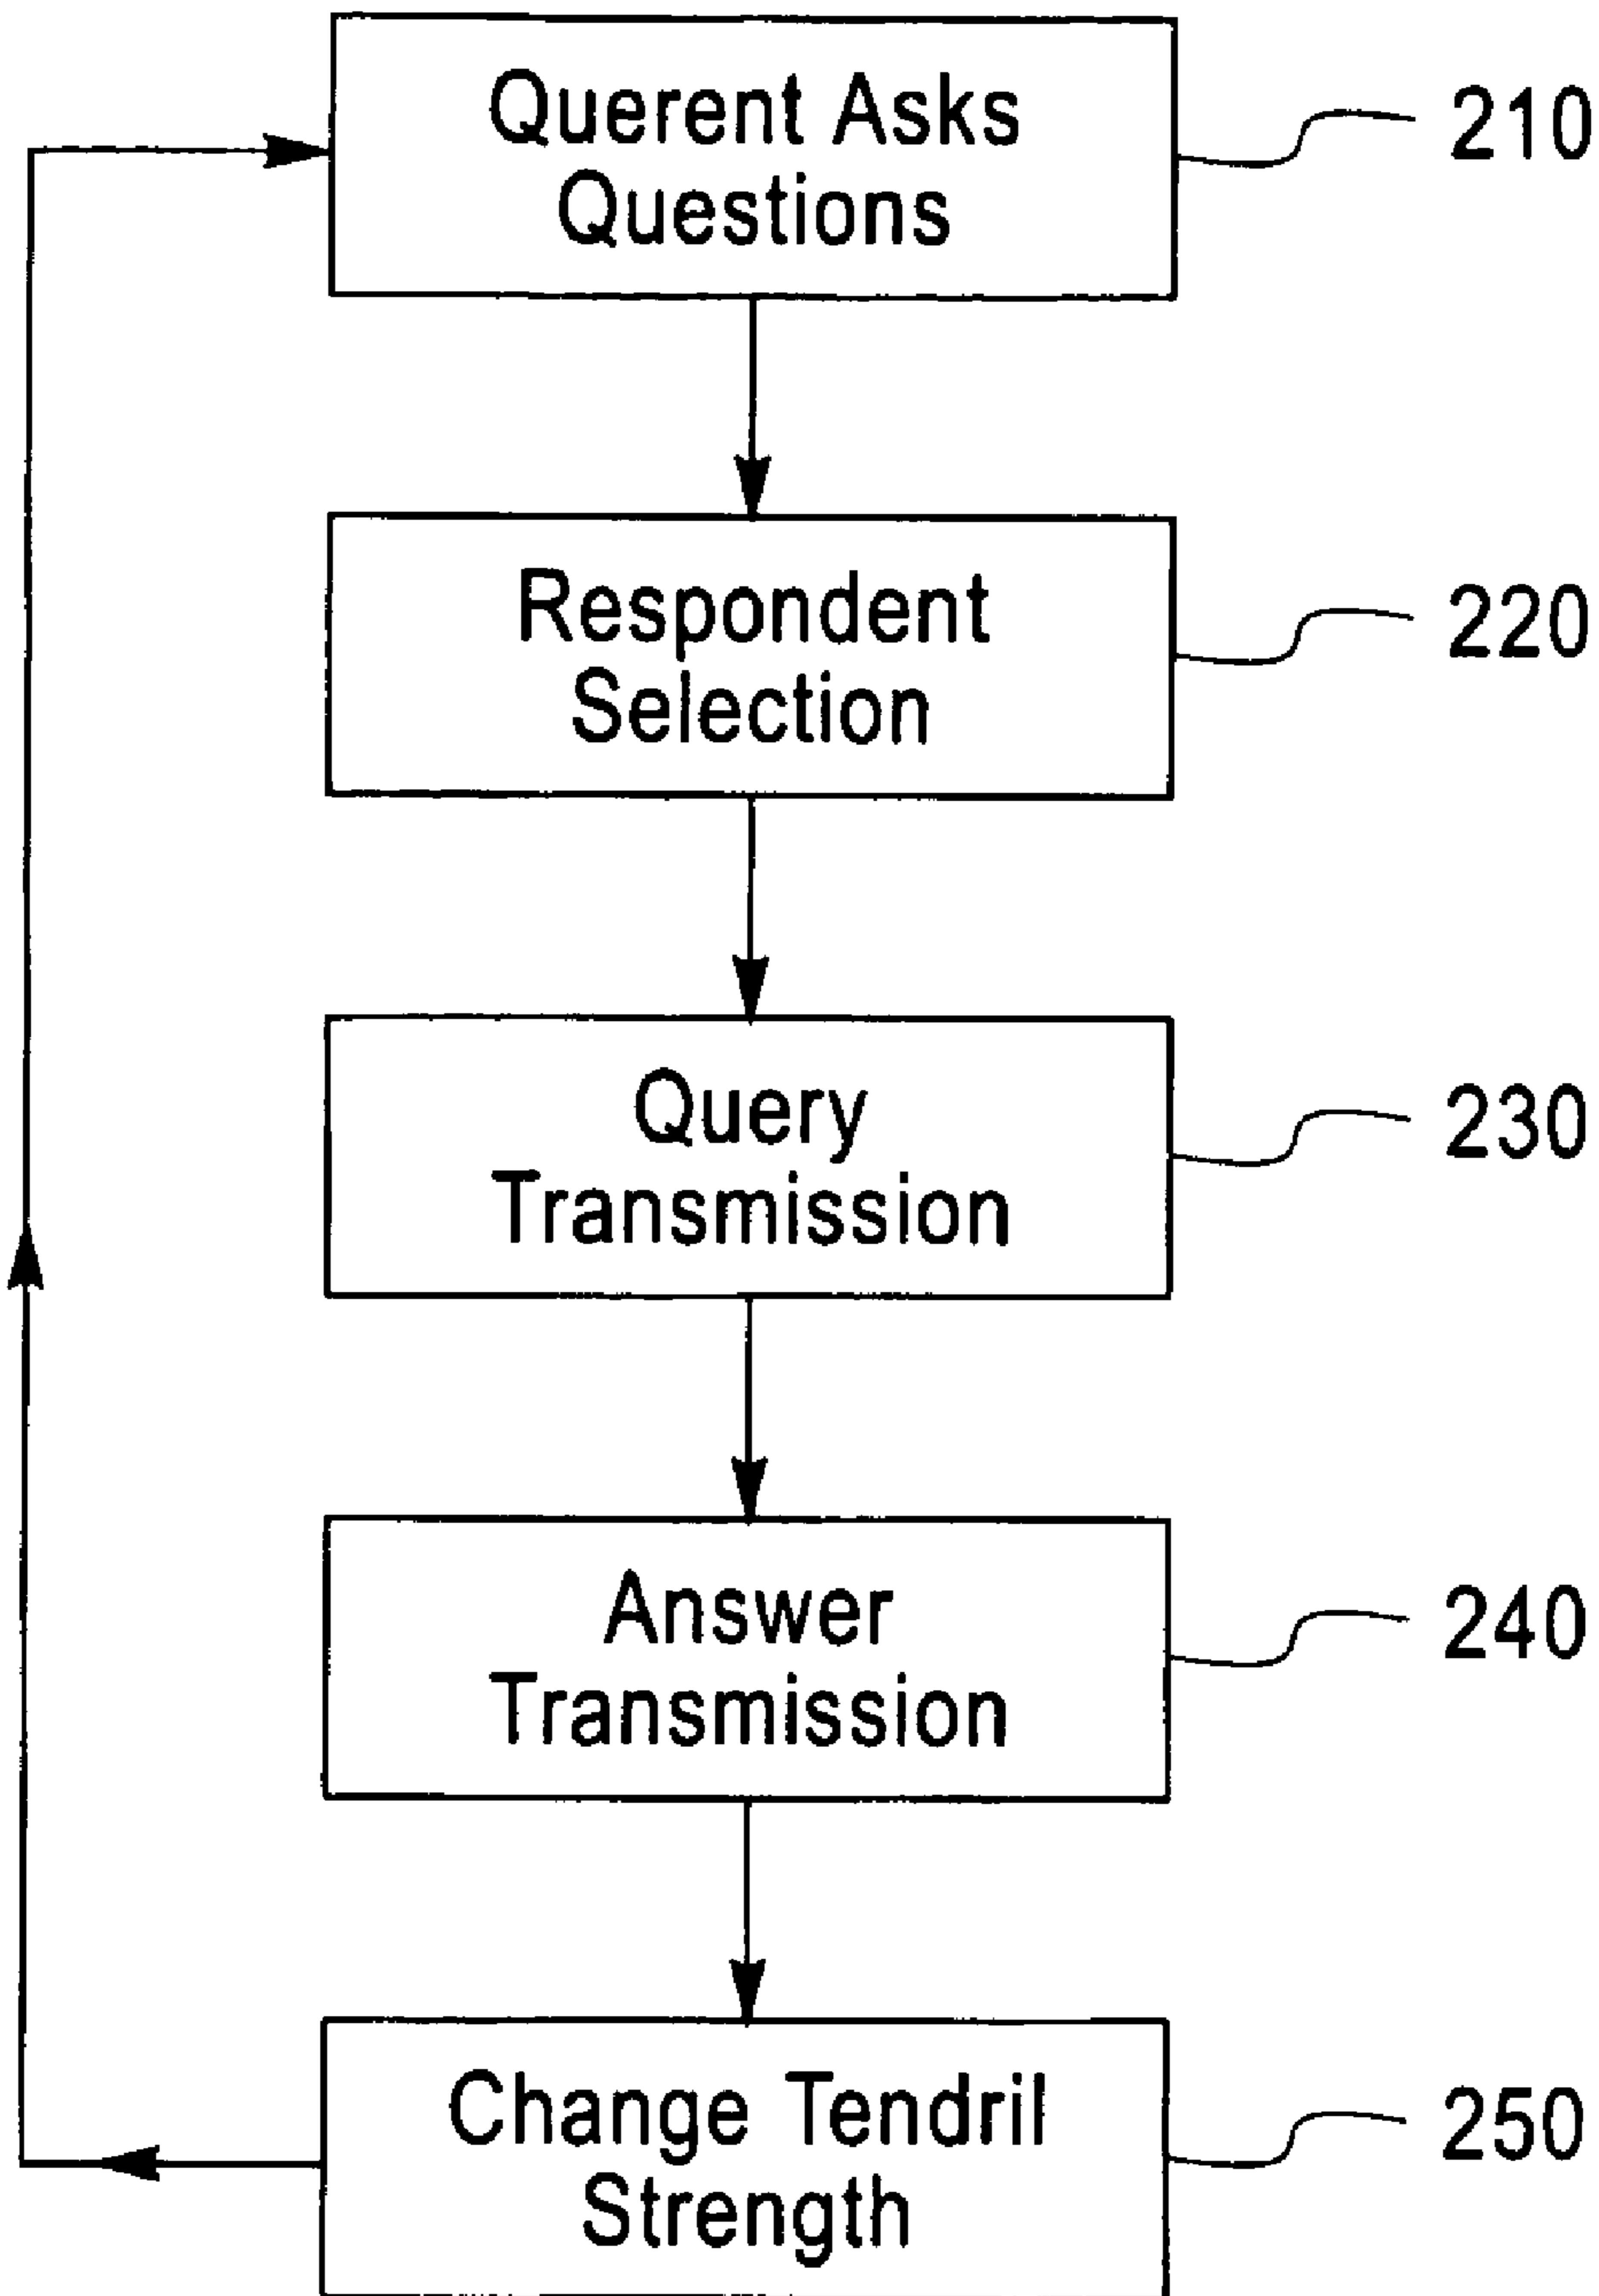 Querent Asks
Questions
210
Respondent
Selection
220
Query
Transmission
230
Answer
Transmission
240
Change Tendril
Strength
250